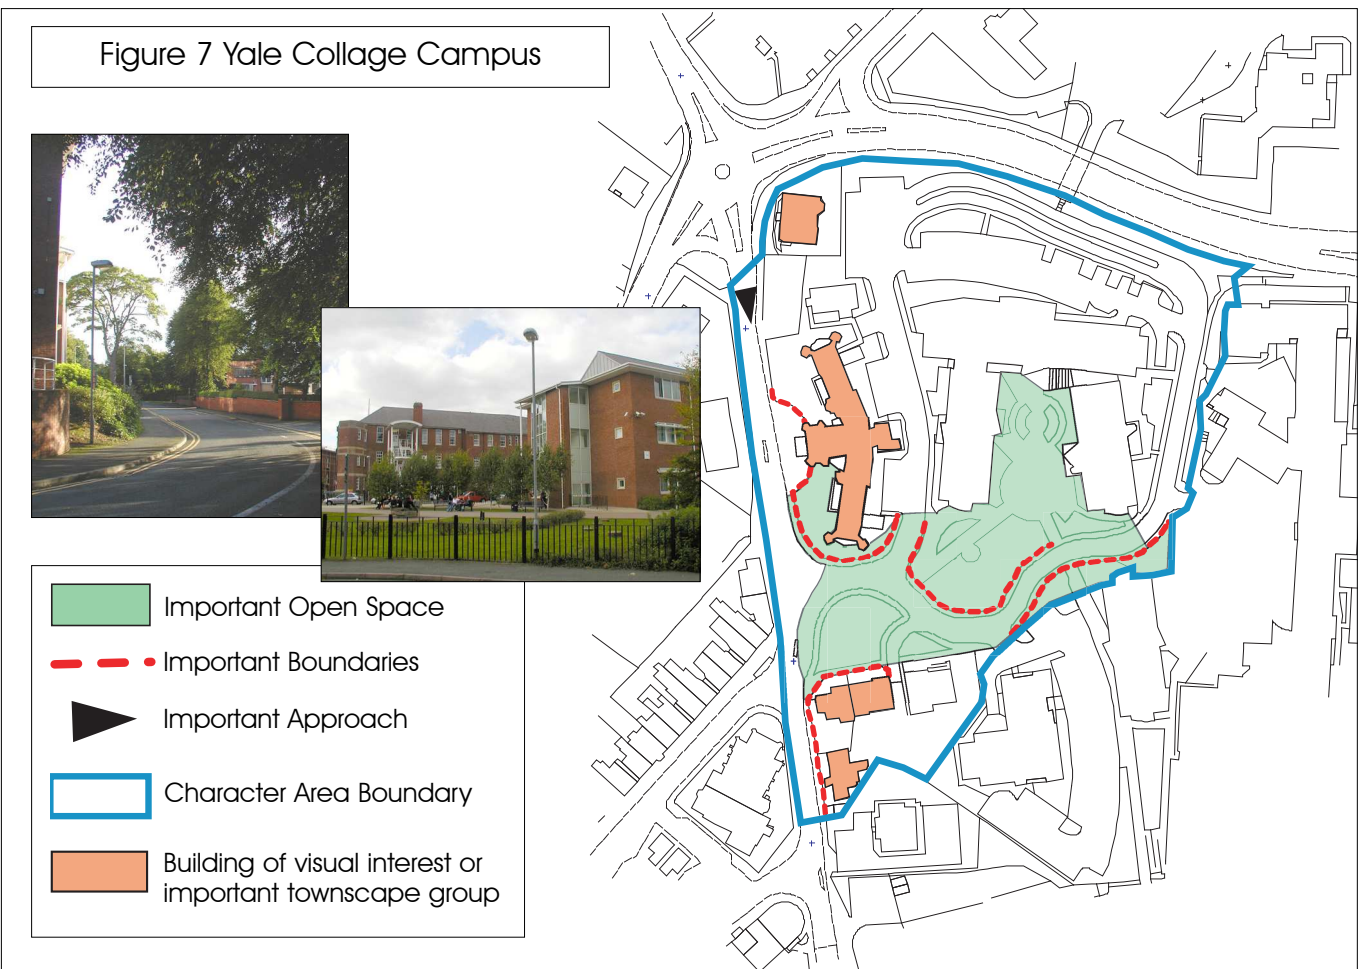 Figure 7 Yale Collage Campus
Important Open Space
Important Boundaries
Important Approach
Character Area Boundary
Building of visual interest or
important townscape group